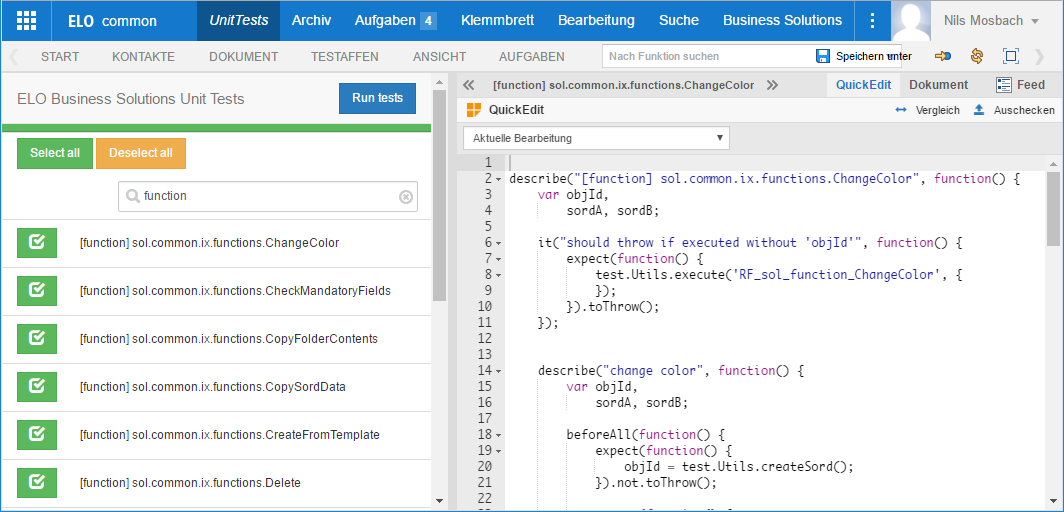 ELO common UnitTests Archiv Aufgaben 4 Klemmbrett Bearbeitung Suche Business Solutions Nils Mosbach
START KONTAKTE DOKUMENT TESTAFFEN ANSICHT AUFGABEN Nach Funktion suchen Speichern unter
ELO Business Solutions Unit Tests Run tests
Select all Deselect all
function
[function] sol.common.ix.functions.ChangeColor
[function] sol.common.ix.functions.CheckMandatoryFields
[function] sol.common.ix.functions.CopyFolderContents
[function] sol.common.ix.functions.CopySordData
[function] sol.common.ix.functions.CreateFromTemplate
[function] sol.common.ix.functions.Delete
[function] sol.common.ix.functions.ChangeColor QuickEdit Dokument Feed
QuickEdit Vergleich Auschecken
Aktuelle Bearbeitung
1
2 describe("[function] sol.common.ix.functions.ChangeColor", function() {
3 var objId,
4 sordA, sordB;
5
6 it("should throw if executed without 'objId'", function() {
7 expect(function() {
8 test.Utils.execute('RF_sol_function_ChangeColor', {
9 });
10 }).toThrow();
11 });
12
13
14 describe("change color", function() {
15 var objId,
16 sordA, sordB;
17
18 beforeAll(function() {
19 expect(function() {
20 objId = test.Utils.createSord();
21 }).not.toThrow();
22